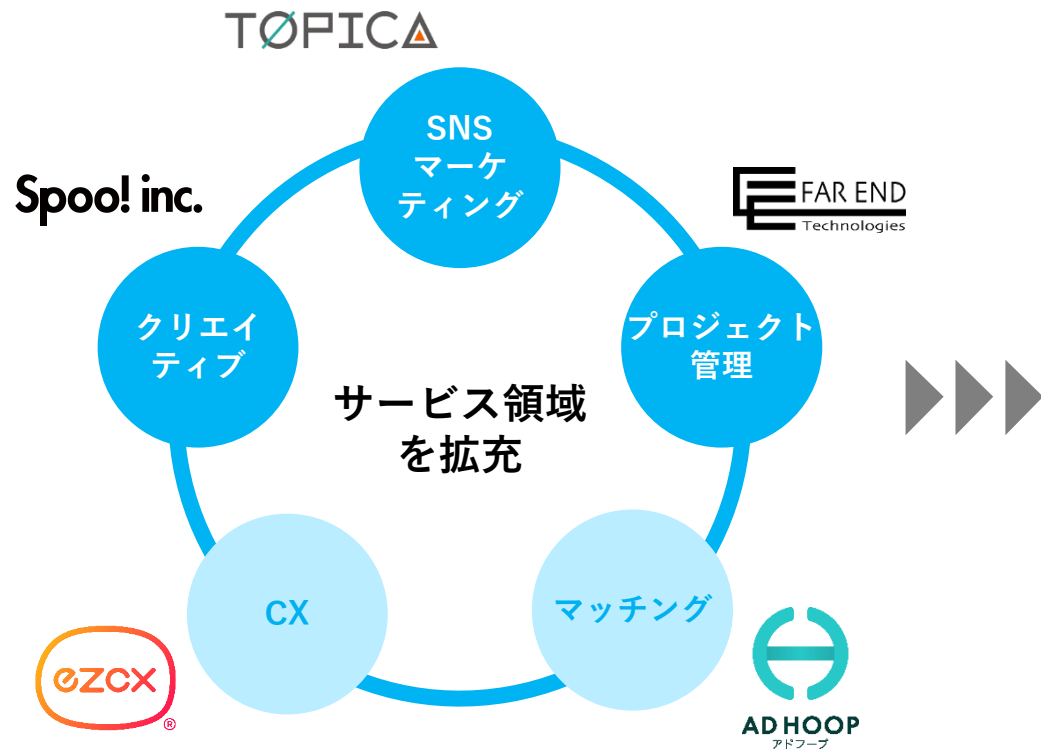 TOPICA
SNS
マーケ
ティング
Spoo! inc.
FAR END
Technologies
クリエイ
ティブ
プロジェクト
管理
サービス領域
を拡充
CX
マッチング
ezcx
®
AD HOOP
アドフープ